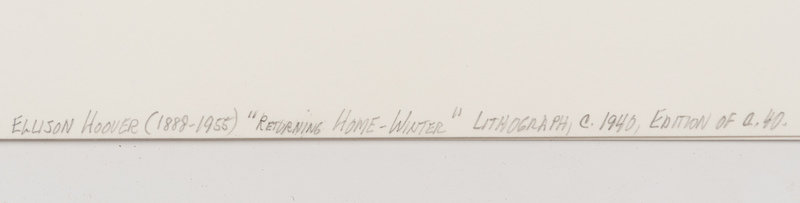 ELLISON HOOVER (1888-1955) "RETURNING HOME-WINTER" LITHOGRAPH, C. 1940, EDITION OF C. 40.